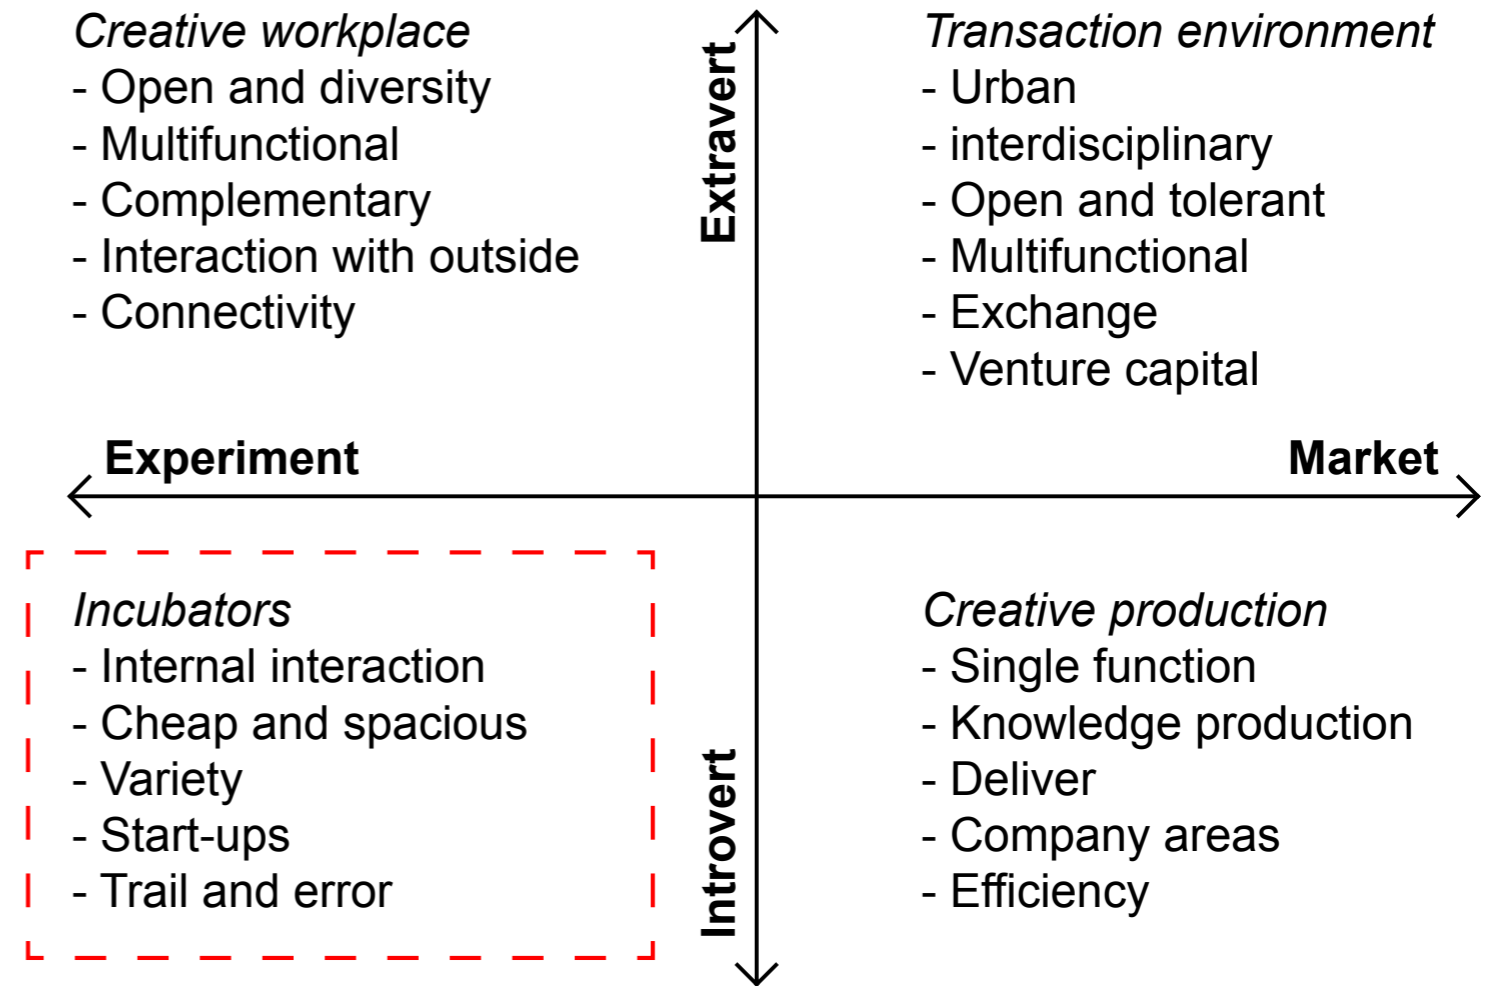 Creative workplace
- Open and diversity
- Multifunctional
- Complementary
- Interaction with outside
- Connectivity
Extravert
Transaction environment
- Urban
- interdisciplinary
- Open and tolerant
- Multifunctional
- Exchange
- Venture capital
Experiment
Market
Incubators
- Internal interaction
- Cheap and spacious
- Variety
- Start-ups
- Trail and error
Introvert
Creative production
- Single function
- Knowledge production
- Deliver
- Company areas
- Efficiency